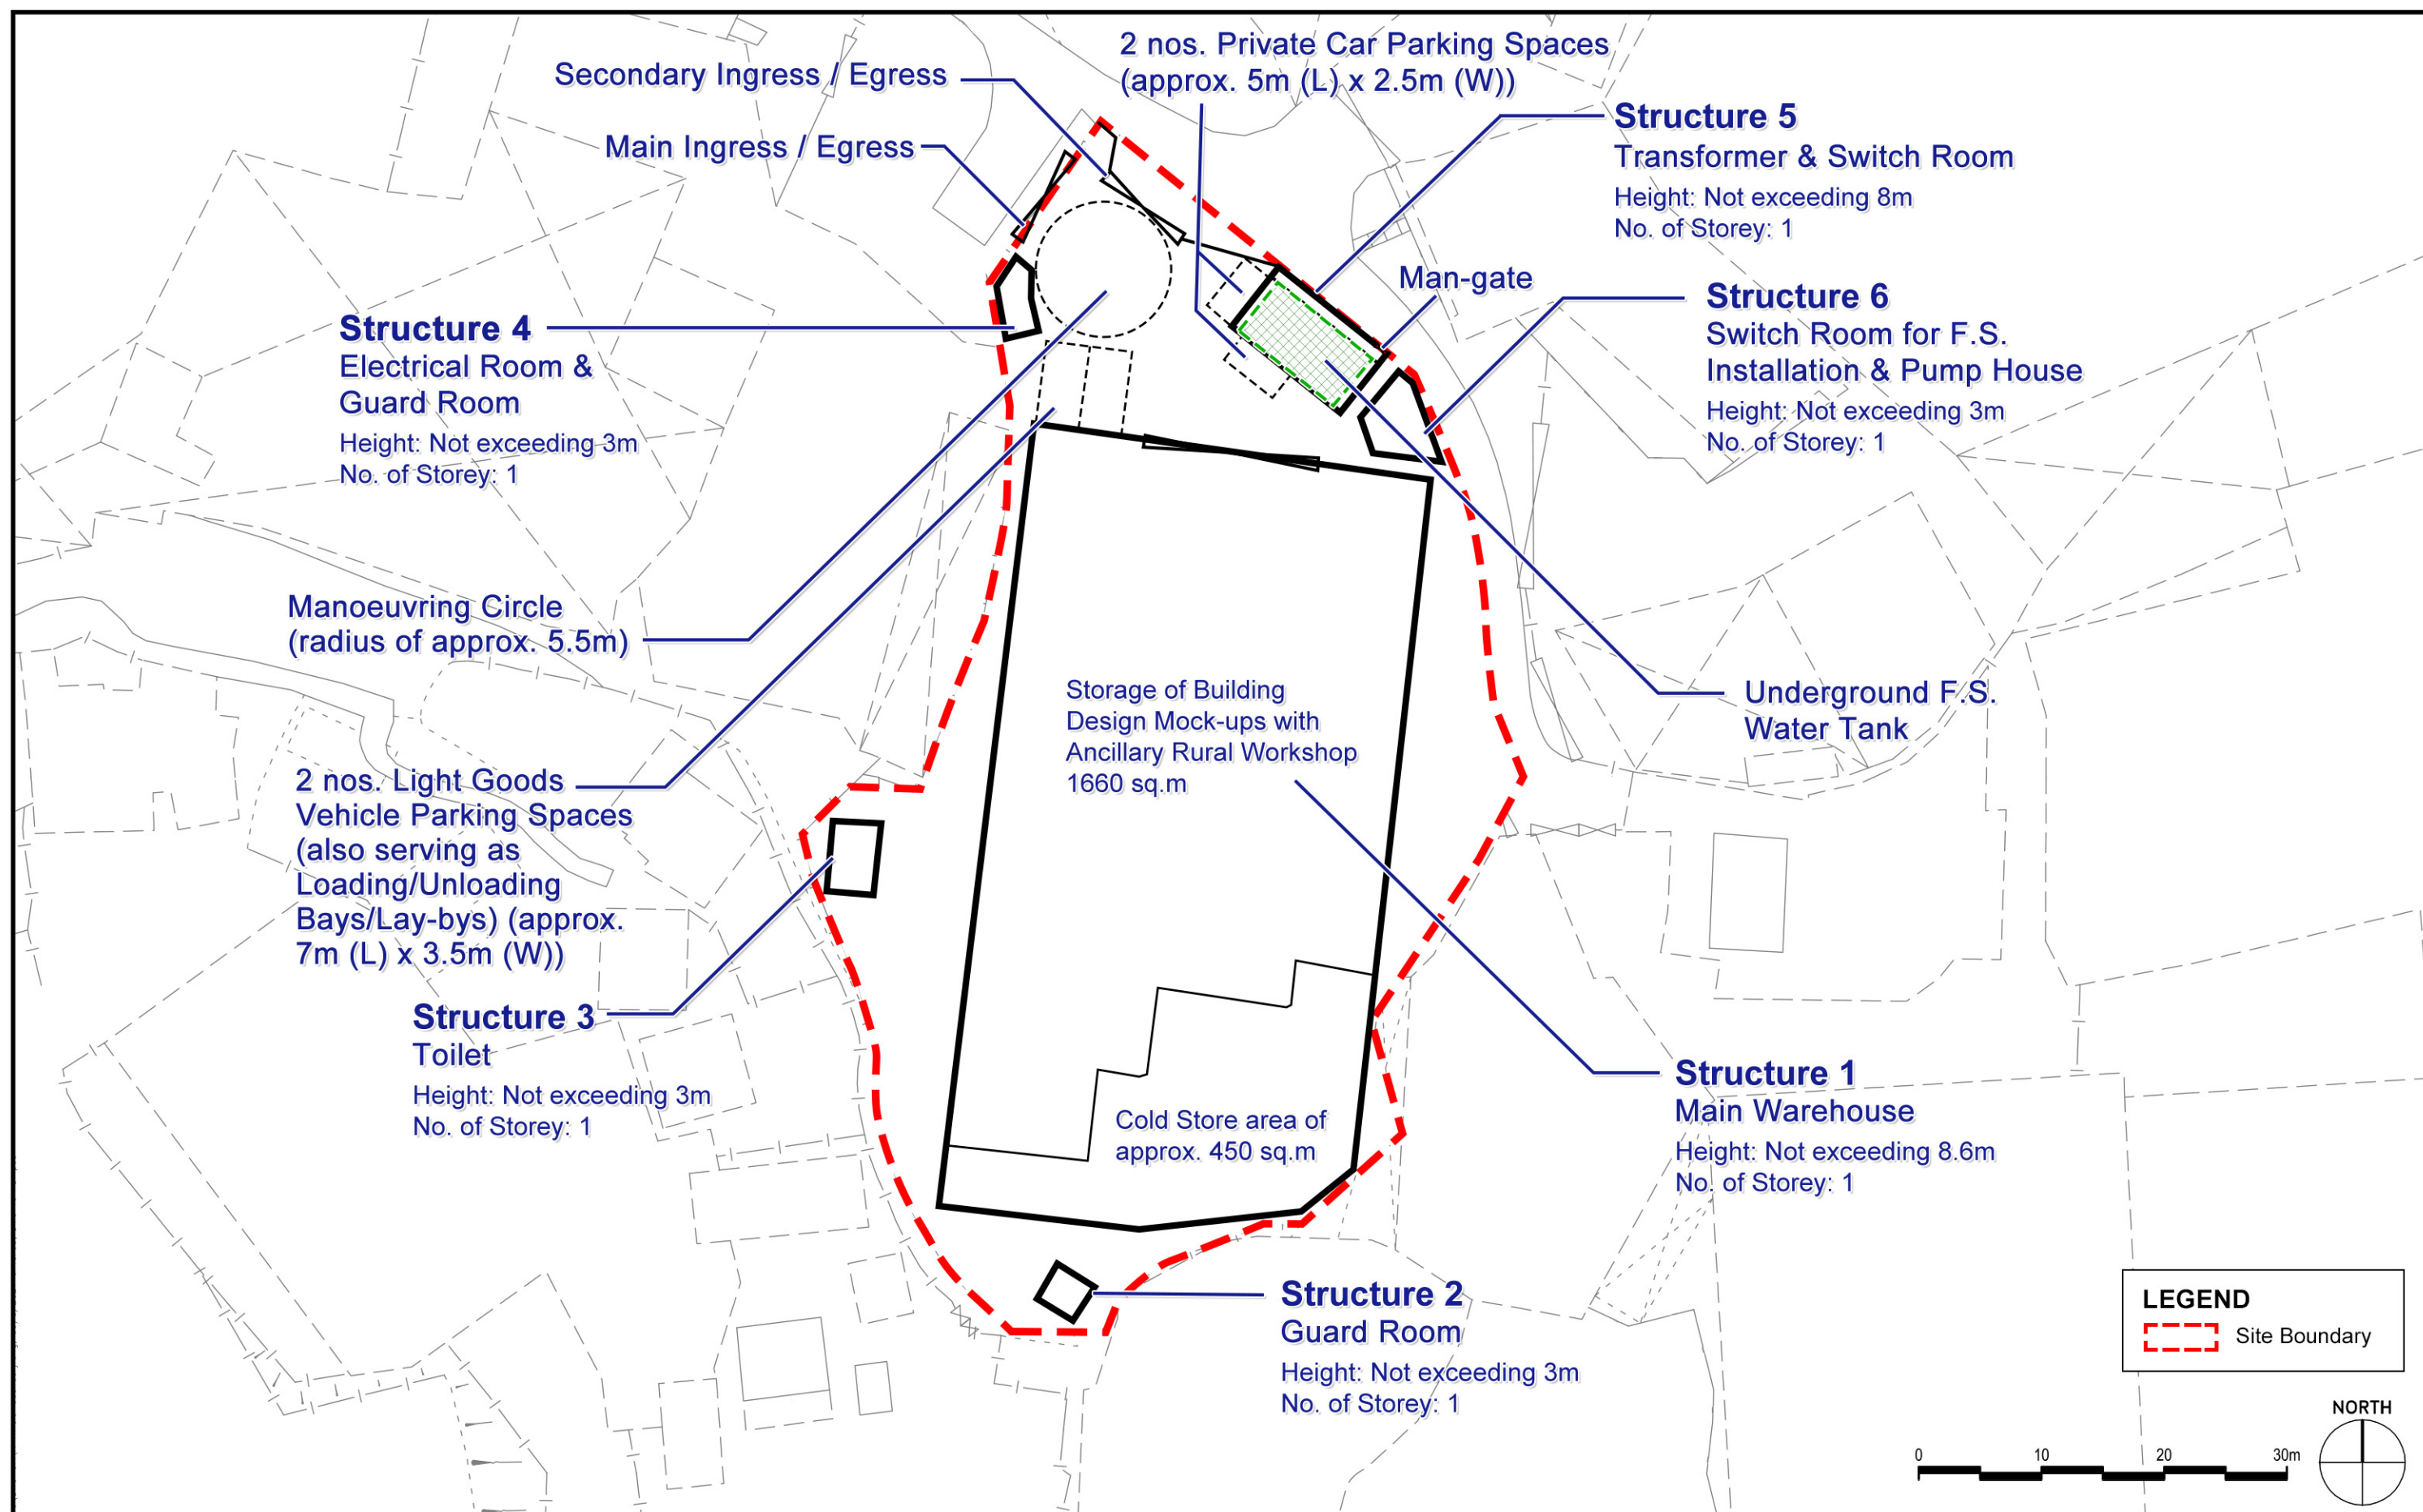 2 nos. Private Car Parking Spaces
(approx. 5m (L) x 2.5m (W))
Secondary Ingress / Egress
Main Ingress / Egress
Structure 5
Transformer & Switch Room
Height: Not exceeding 8m
No. of Storey: 1
Man-gate
Structure 6
Switch Room for F.S.
Installation & Pump House
Height: Not exceeding 3m
No. of Storey: 1
Structure 4
Electrical Room &
Guard Room
Height: Not exceeding 3m
No. of Storey: 1
Manoeuvring Circle
(radius of approx. 5.5m)
Storage of Building
Design Mock-ups with
Ancillary Rural Workshop
1660 sq.m
Underground F.S.
Water Tank
2 nos. Light Goods
Vehicle Parking Spaces
(also serving as
Loading/Unloading
Bays/Lay-bys) (approx.
7m (L) x 3.5m (W))
Structure 3
Toilet
Height: Not exceeding 3m
No. of Storey: 1
Cold Store area of
approx. 450 sq.m
Structure 1
Main Warehouse
Height: Not exceeding 8.6m
No. of Storey: 1
Structure 2
Guard Room
Height: Not exceeding 3m
No. of Storey: 1
LEGEND
Site Boundary
NORTH
0 10 20 30m